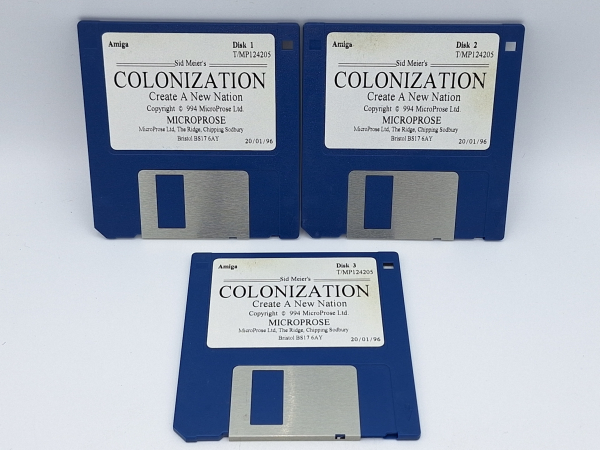 Amiga Disk 1
T/MP124205
Sid Meier's
COLONIZATION
Create A New Nation
Copyright © 994 MicroProse Ltd.
MICROPROSE
MicroProse Ltd, The Ridge, Chipping Sodbury
Bristol BS17 6AY
20/01/96
Amiga Disk 2
T/MP124205
Sid Meier's
COLONIZATION
Create A New Nation
Copyright © 994 MicroProse Ltd.
MICROPROSE
MicroProse Ltd, The Ridge, Chipping Sodbury
Bristol BS17 6AY
20/01/96
Amiga Disk 3
T/MP124205
Sid Meier's
COLONIZATION
Create A New Nation
Copyright © 994 MicroProse Ltd.
MICROPROSE
MicroProse Ltd, The Ridge, Chipping Sodbury
Bristol BS17 6AY
20/01/96